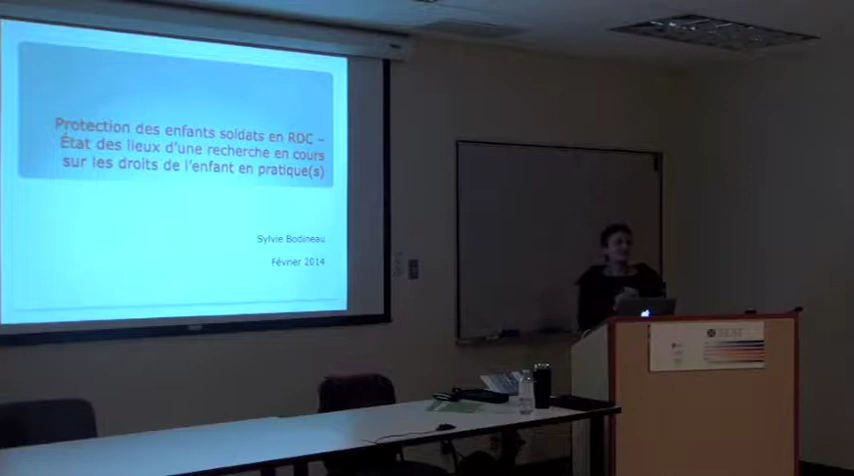 Protection des enfants soldats en RDC –
État des lieux d'une recherche en cours
sur les droits de l'enfant en pratique(s)
Sylvie Bodineau
Février 2014